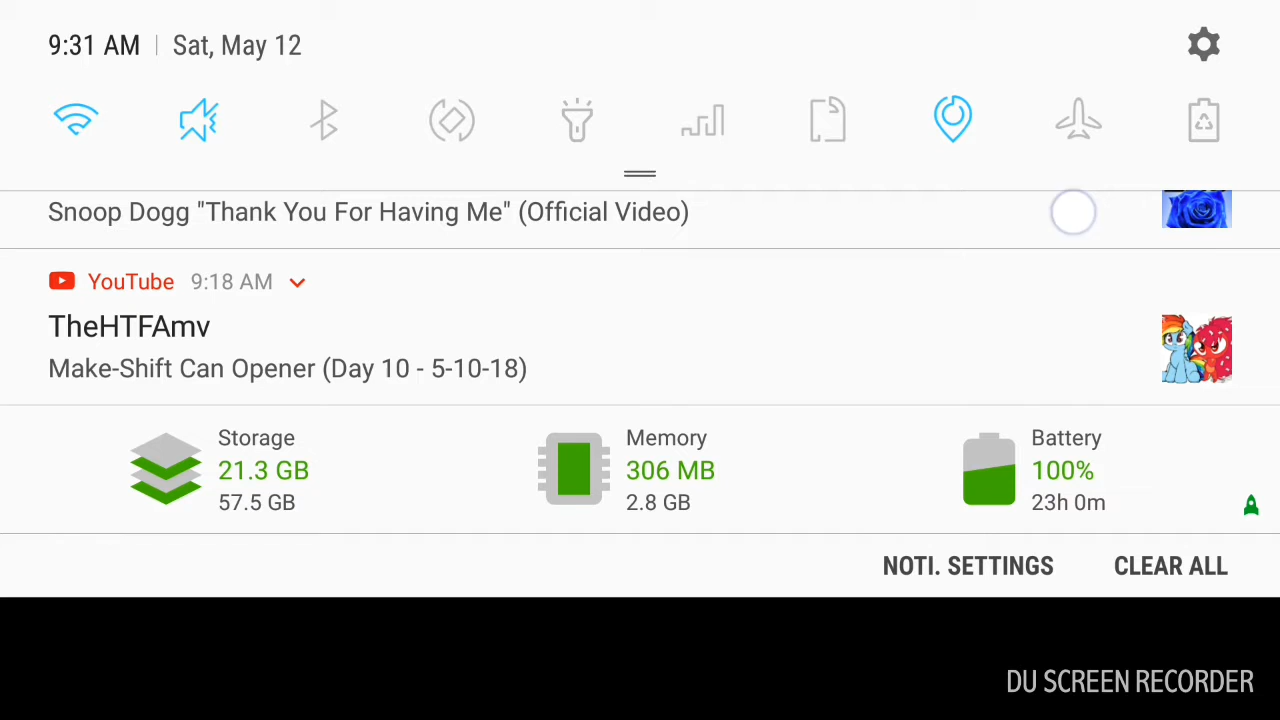 9:31 AM | Sat, May 12
Snoop Dogg "Thank You For Having Me" (Official Video)
YouTube 9:18 AM
TheHTFAmv
Make-Shift Can Opener (Day 10 - 5-10-18)
Storage
21.3 GB
57.5 GB
Memory
306 MB
2.8 GB
Battery
100%
23h 0m
NOTI. SETTINGS CLEAR ALL
DU SCREEN RECORDER